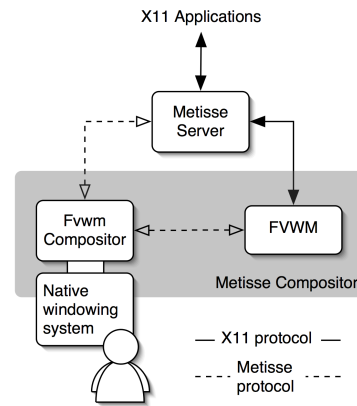 X11 Applications
Metisse
Server
Fvwm
Compositor
FVWM
Metisse Compositor
Native
windowing
system
X11 protocol
Metisse
protocol